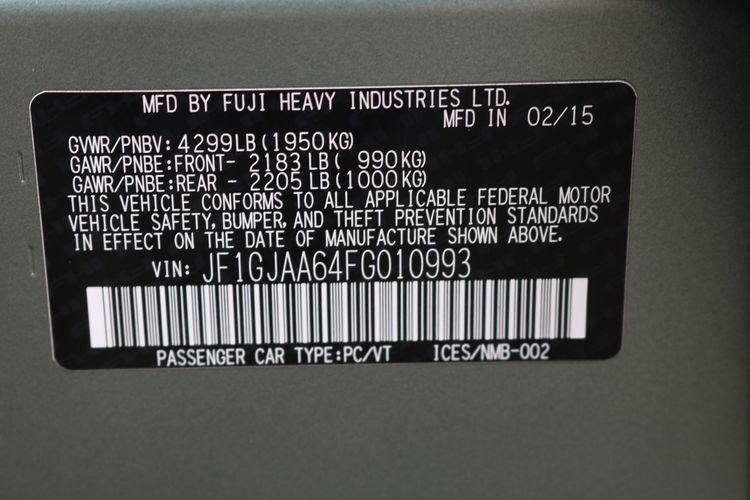 MFD BY FUJI HEAVY INDUSTRIES LTD.
MFD IN 02/15
GVWR/PNBV: 4299LB(1950KG)
GAWR/PNBE:FRONT- 2183LB( 990KG)
GAWR/PNBE:REAR - 2205LB(1000KG)
THIS VEHICLE CONFORMS TO ALL APPLICABLE FEDERAL MOTOR
VEHICLE SAFETY, BUMPER, AND THEFT PREVENTION STANDARDS
IN EFFECT ON THE DATE OF MANUFACTURE SHOWN ABOVE.
VIN: JF1GJAA64FG010993
PASSENGER CAR TYPE:PC/VT ICES/NMB-002